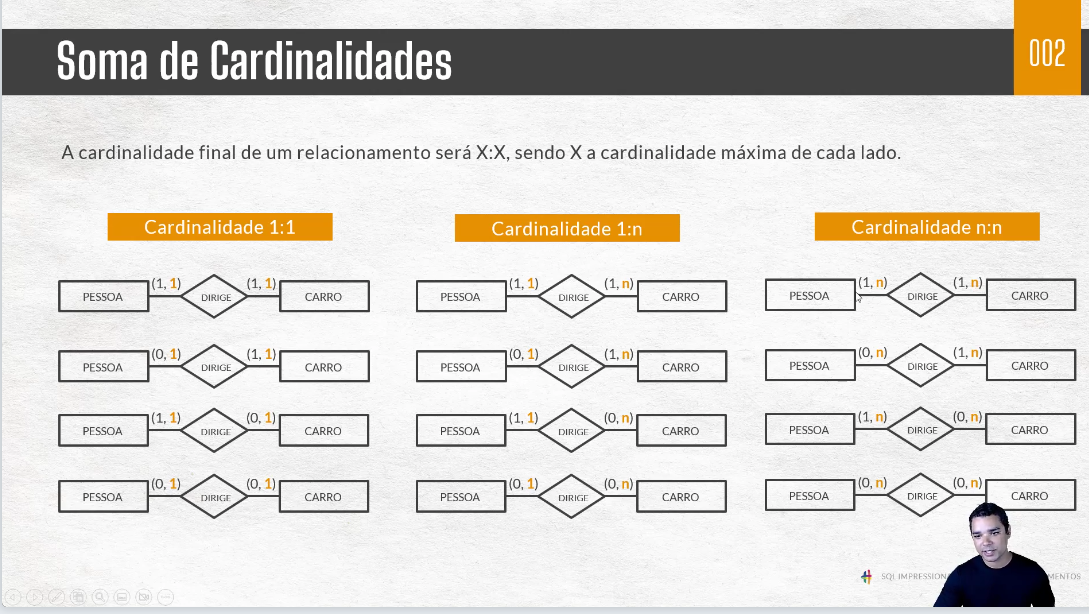 Soma de Cardinalidades
002
A cardinalidade final de um relacionamento será X:X, sendo X a cardinalidade máxima de cada lado.
Cardinalidade 1:1
Cardinalidade 1:n
Cardinalidade n:n
(1, 1) (1, 1) (1, 1) (1, n) (1, n) (1, n)
PESSOA DIRIGE CARRO PESSOA DIRIGE CARRO PESSOA DIRIGE CARRO
(0, 1) (1, 1) (0, 1) (1, n) (0, n) (1, n)
PESSOA DIRIGE CARRO PESSOA DIRIGE CARRO PESSOA DIRIGE CARRO
(1, 1) (0, 1) (1, 1) (0, n) (1, n) (0, n)
PESSOA DIRIGE CARRO PESSOA DIRIGE CARRO PESSOA DIRIGE CARRO
(0, 1) (0, 1) (0, 1) (0, n) (0, n) (0, n)
PESSOA DIRIGE CARRO PESSOA DIRIGE CARRO PESSOA DIRIGE CARRO
SQL